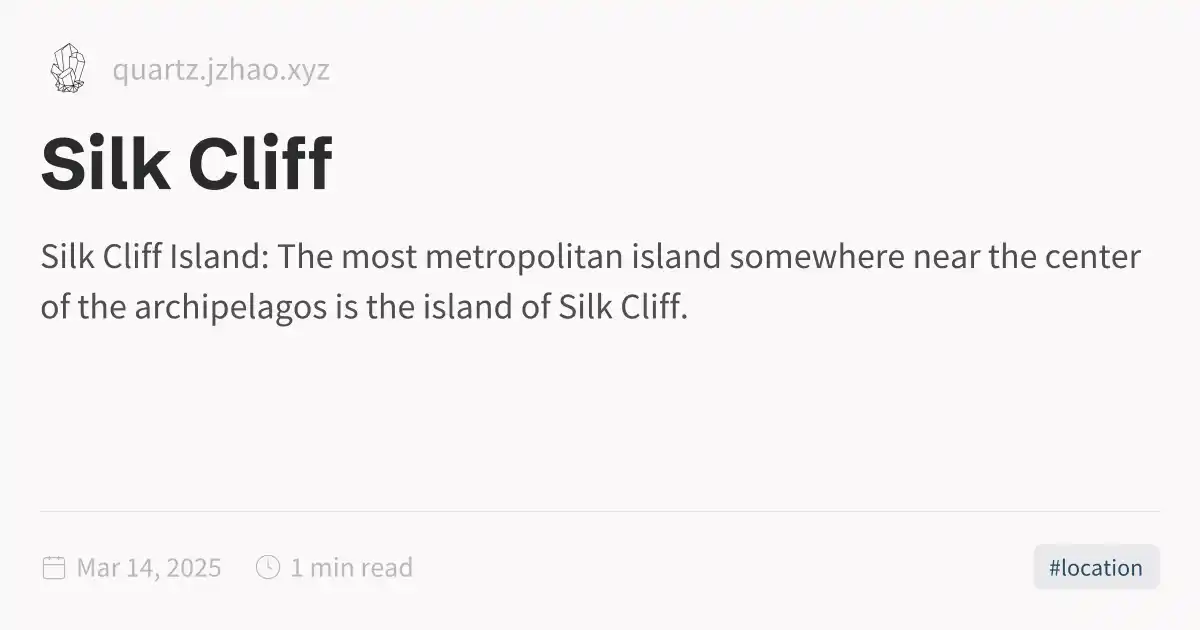 quartz.jzhao.xyz
Silk Cliff
Silk Cliff Island: The most metropolitan island somewhere near the center
of the archipelagos is the island of Silk Cliff.
Mar 14, 2025 1 min read #location